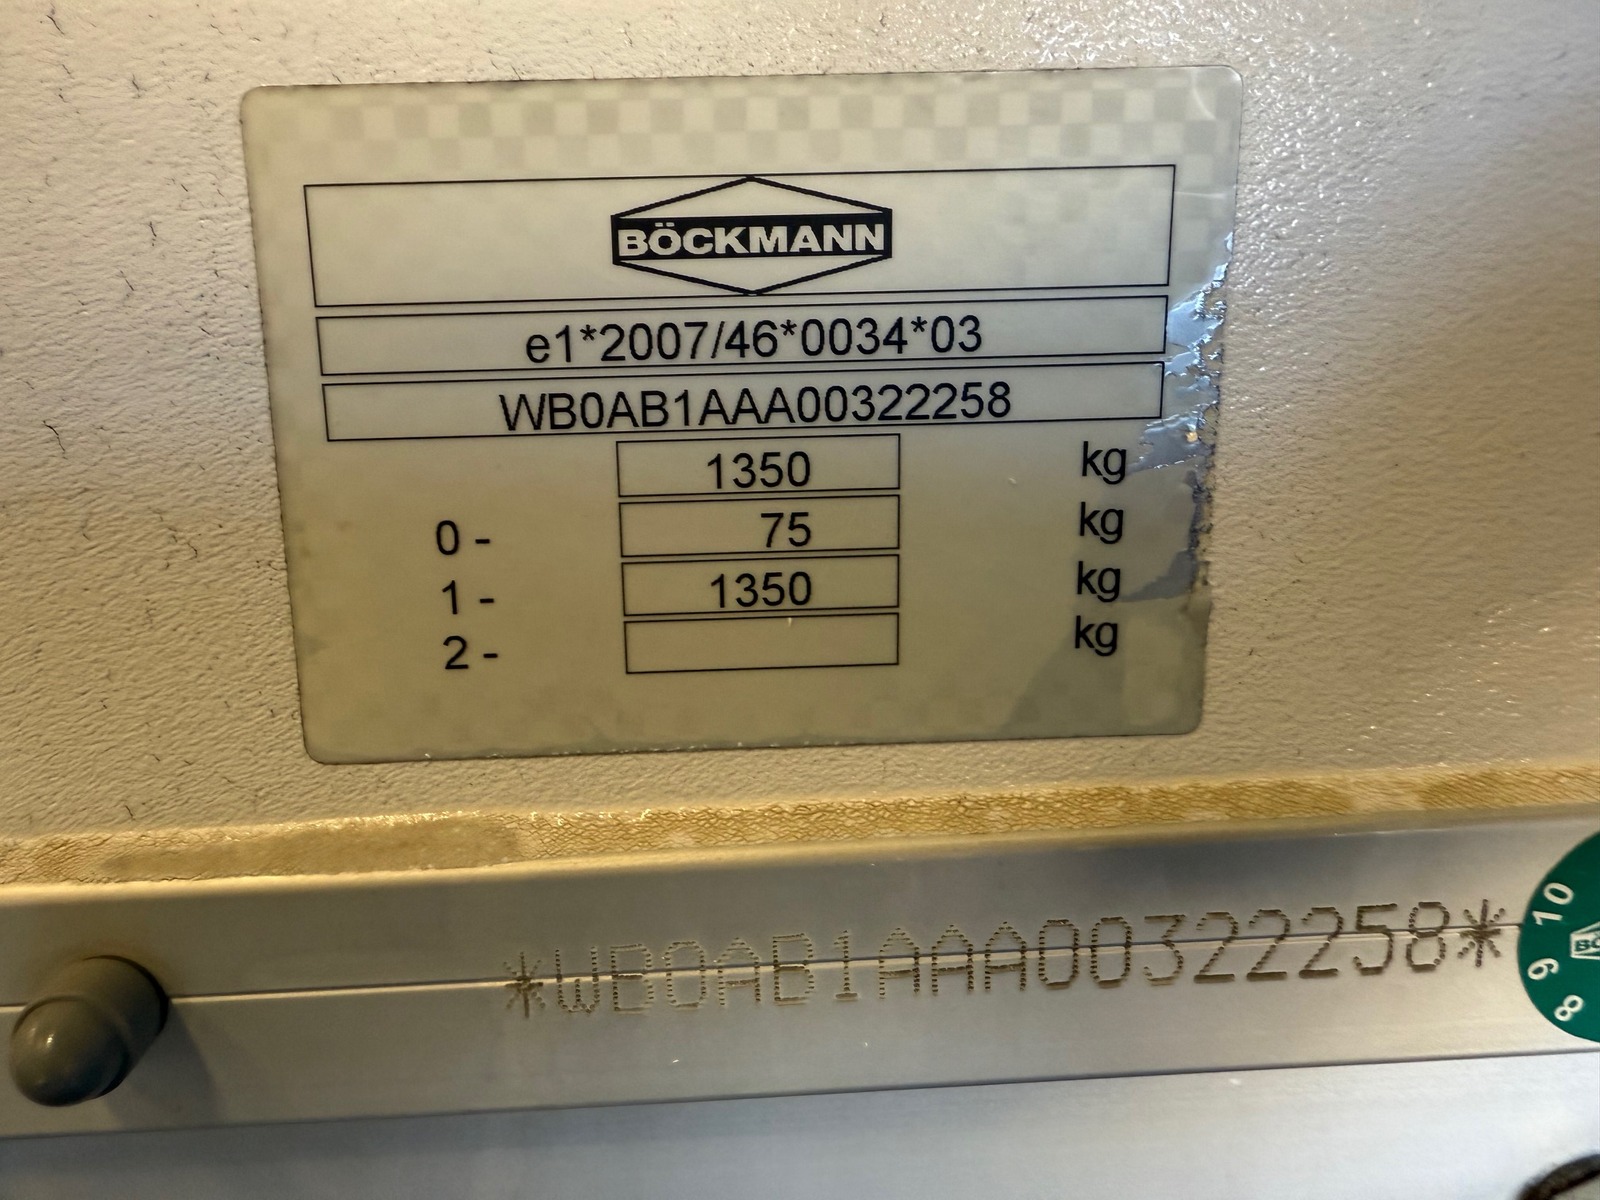 BÖCKMANN
e1*2007/46*0034*03
WB0AB1AAA00322258
1350 kg
0 - 75 kg
1 - 1350 kg
2 - kg
*WB0AB1AAA00322258*
10
9
8